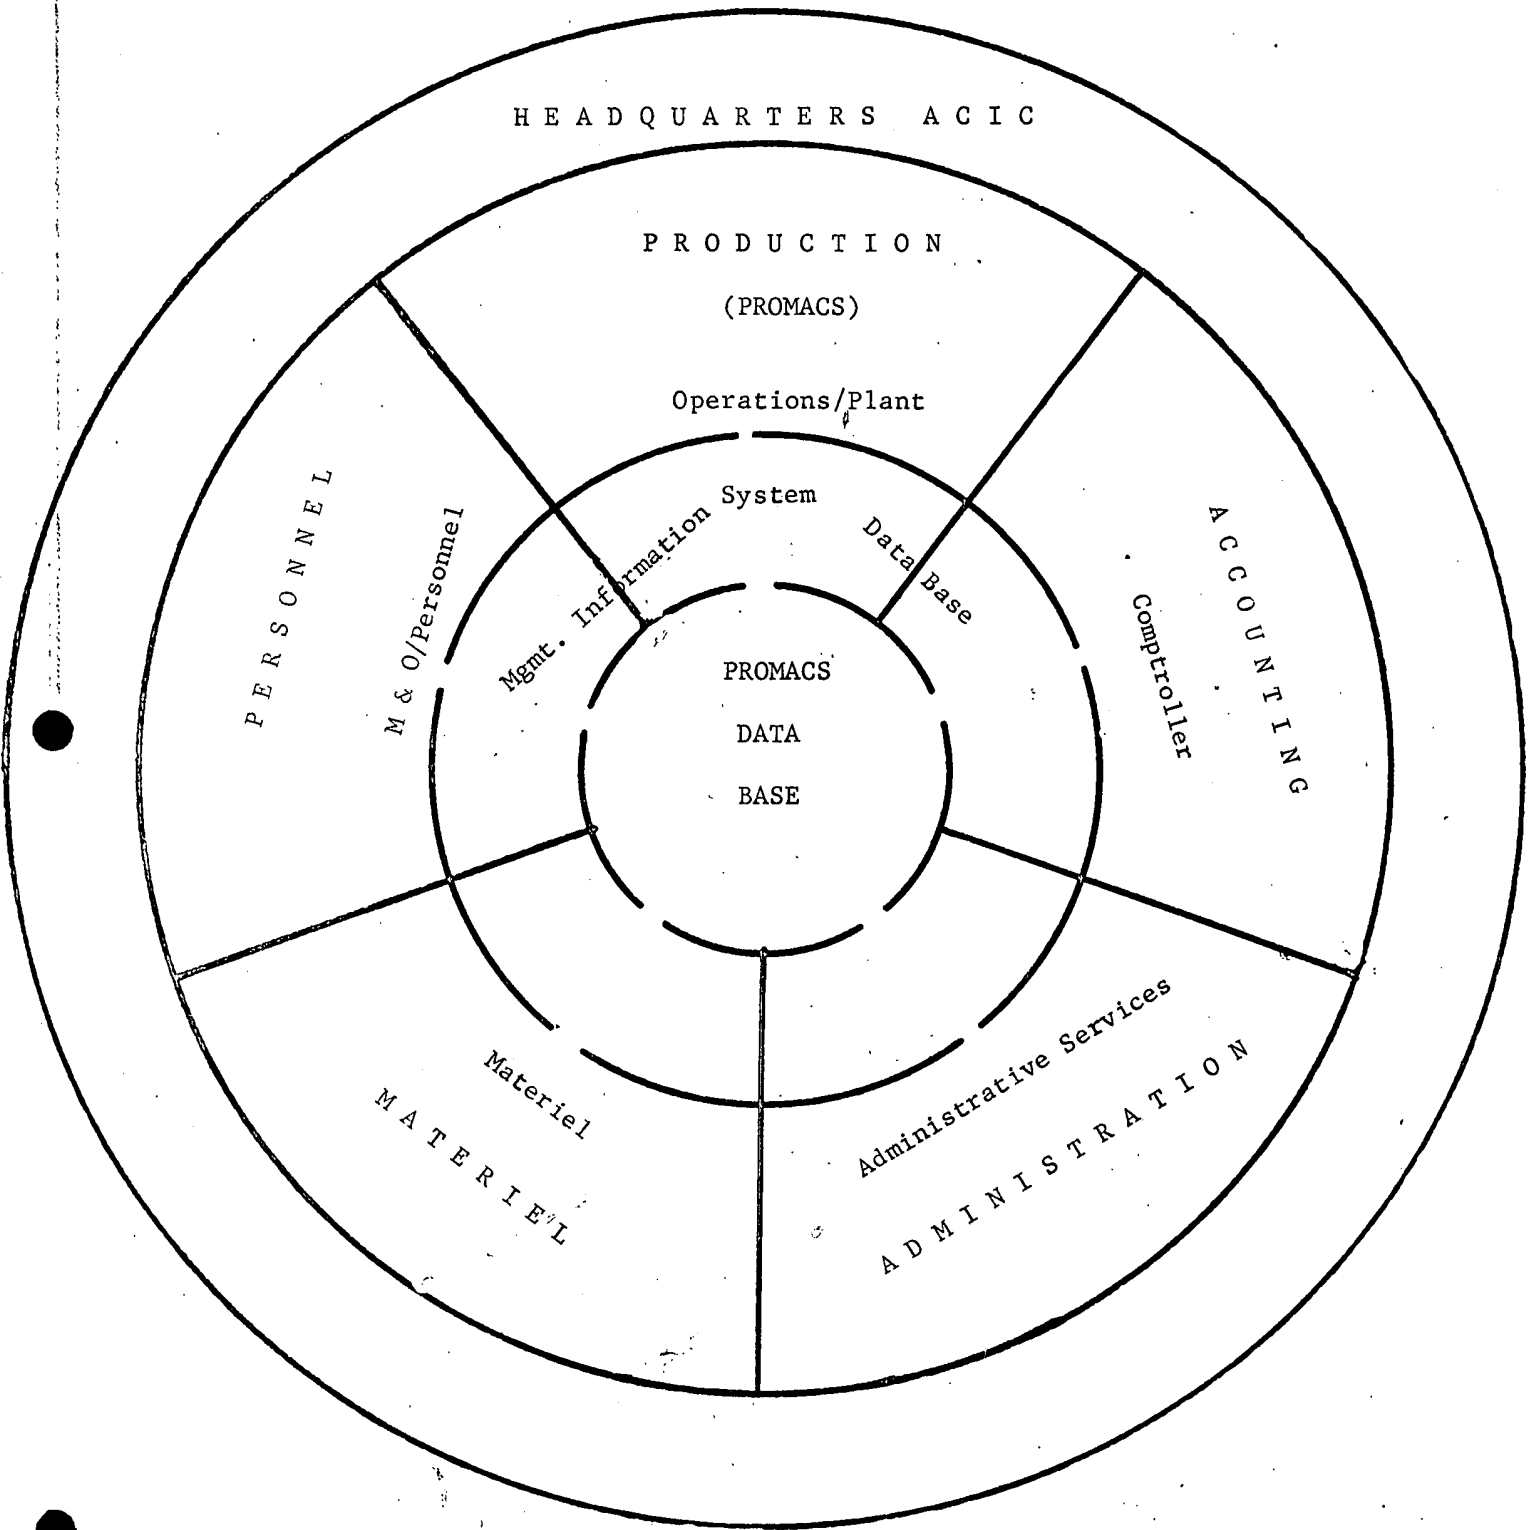 HEADQUARTERS ACIC
PRODUCTION
(PROMACS)
Operations/Plant
Mgmt. Information System Data Base
PERSONNEL
M & O/Personnel
ACCOUNTING
Comptroller
PROMACS
DATA
BASE
Materiel
MATERIEL
Administrative Services
ADMINISTRATION